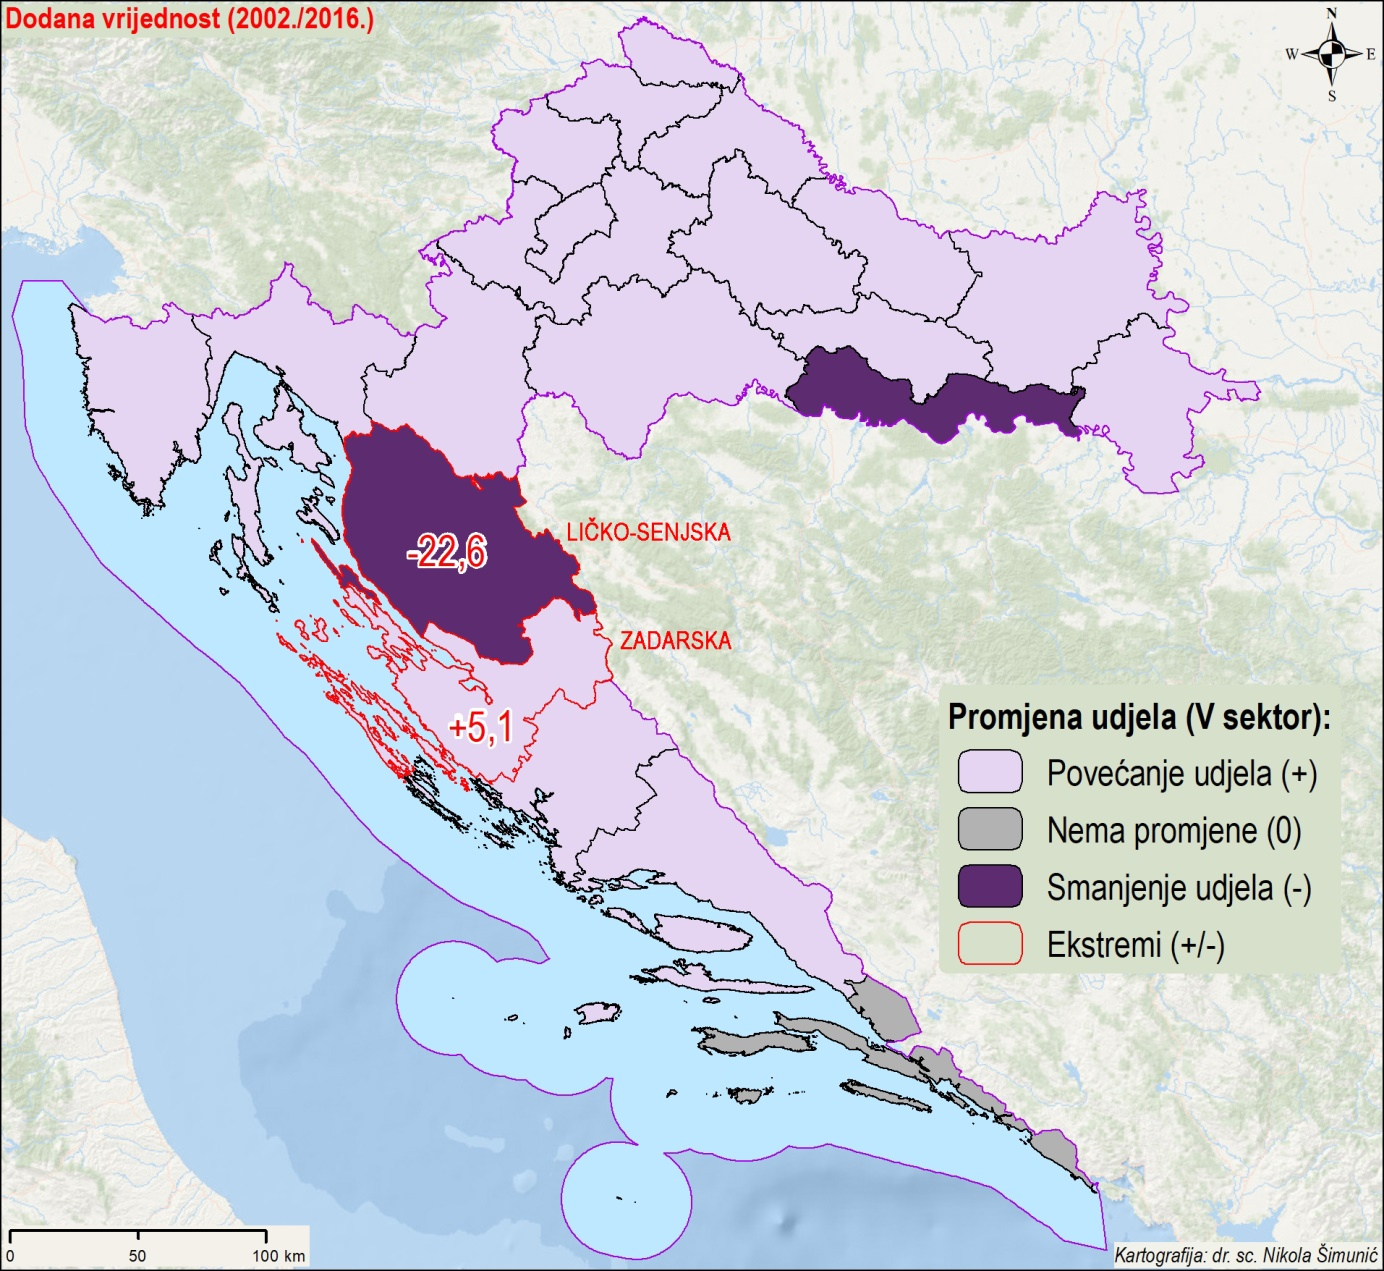 Dodana vrijednost (2002./2016.)
N
W E
S
LIČKO-SENJSKA
-22,6
ZADARSKA
+5,1
Promjena udjela (V sektor):
Povećanje udjela (+)
Nema promjene (0)
Smanjenje udjela (-)
Ekstremi (+/-)
0 50 100 km
Kartografija: dr. sc. Nikola Šimunić